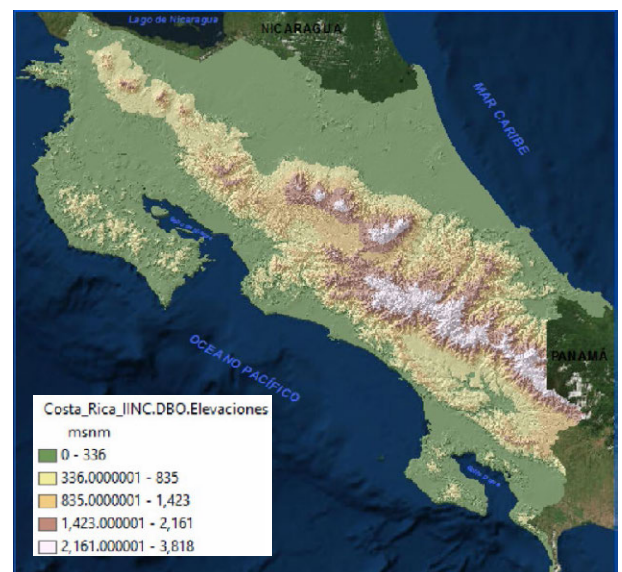 Lago de Nicaragua
NICARAGUA
MAR CARIBE
OCEANO PACÍFICO
PANAMÁ
Costa_Rica_IINC.DBO.Elevaciones
msnm
0 - 336
336.0000001 - 835
835.0000001 - 1,423
1,423.000001 - 2,161
2,161.000001 - 3,818